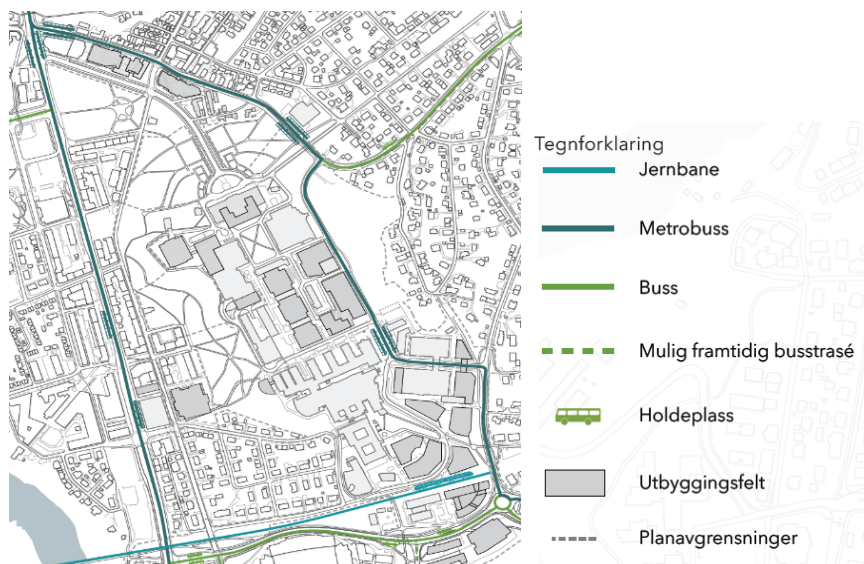 Tegnforklaring
Jernbane
Metrobuss
Buss
Mulig framtidig busstrasé
Holdeplass
Utbyggingsfelt
Planavgrensninger